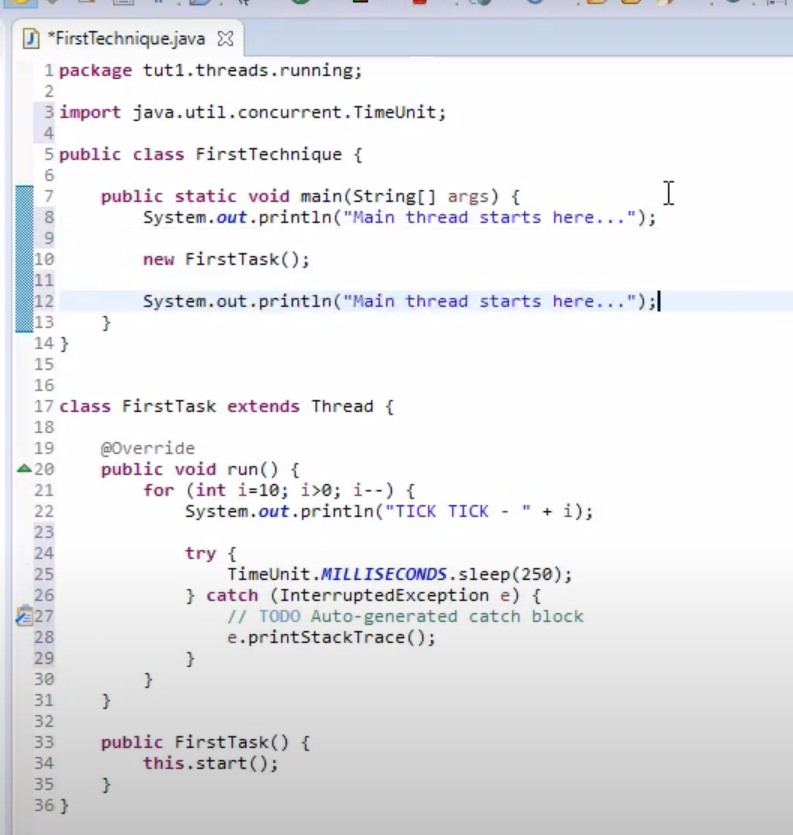 *FirstTechnique.java
1 package tut1.threads.running;
2
3 import java.util.concurrent.TimeUnit;
4
5 public class FirstTechnique {
6
7     public static void main(String[] args) {
8         System.out.println("Main thread starts here...");
9
10         new FirstTask();
11
12         System.out.println("Main thread starts here...");
13     }
14 }
15
16
17 class FirstTask extends Thread {
18
19     @Override
20     public void run() {
21         for (int i=10; i>0; i--) {
22             System.out.println("TICK TICK - " + i);
23
24             try {
25                 TimeUnit.MILLISECONDS.sleep(250);
26             } catch (InterruptedException e) {
27                 // TODO Auto-generated catch block
28                 e.printStackTrace();
29             }
30         }
31     }
32
33     public FirstTask() {
34         this.start();
35     }
36 }